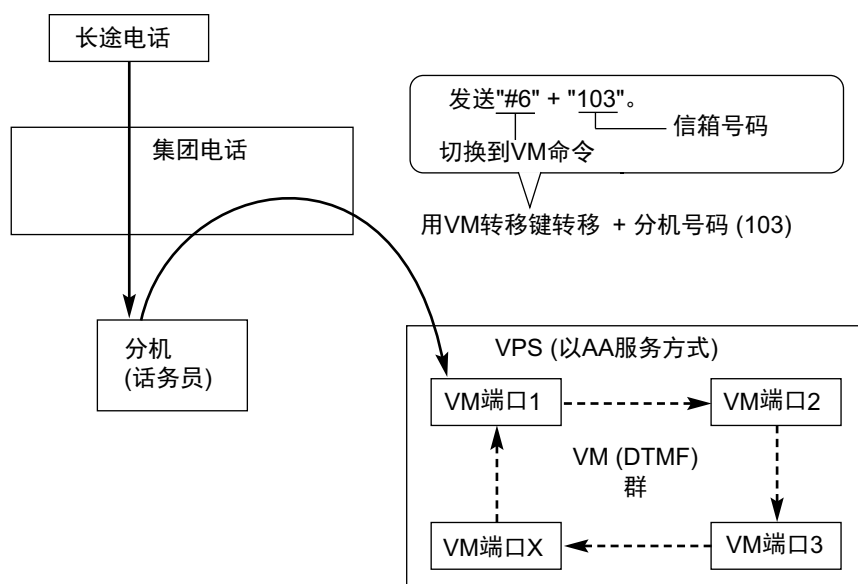 长途电话
集团电话
发送"#6" + "103"。
信箱号码
切换到VM命令
用VM转移键转移 + 分机号码 (103)
分机
(话务员)
VPS (以AA服务方式)
VM端口1
VM端口2
VM (DTMF)
群
VM端口X
VM端口3